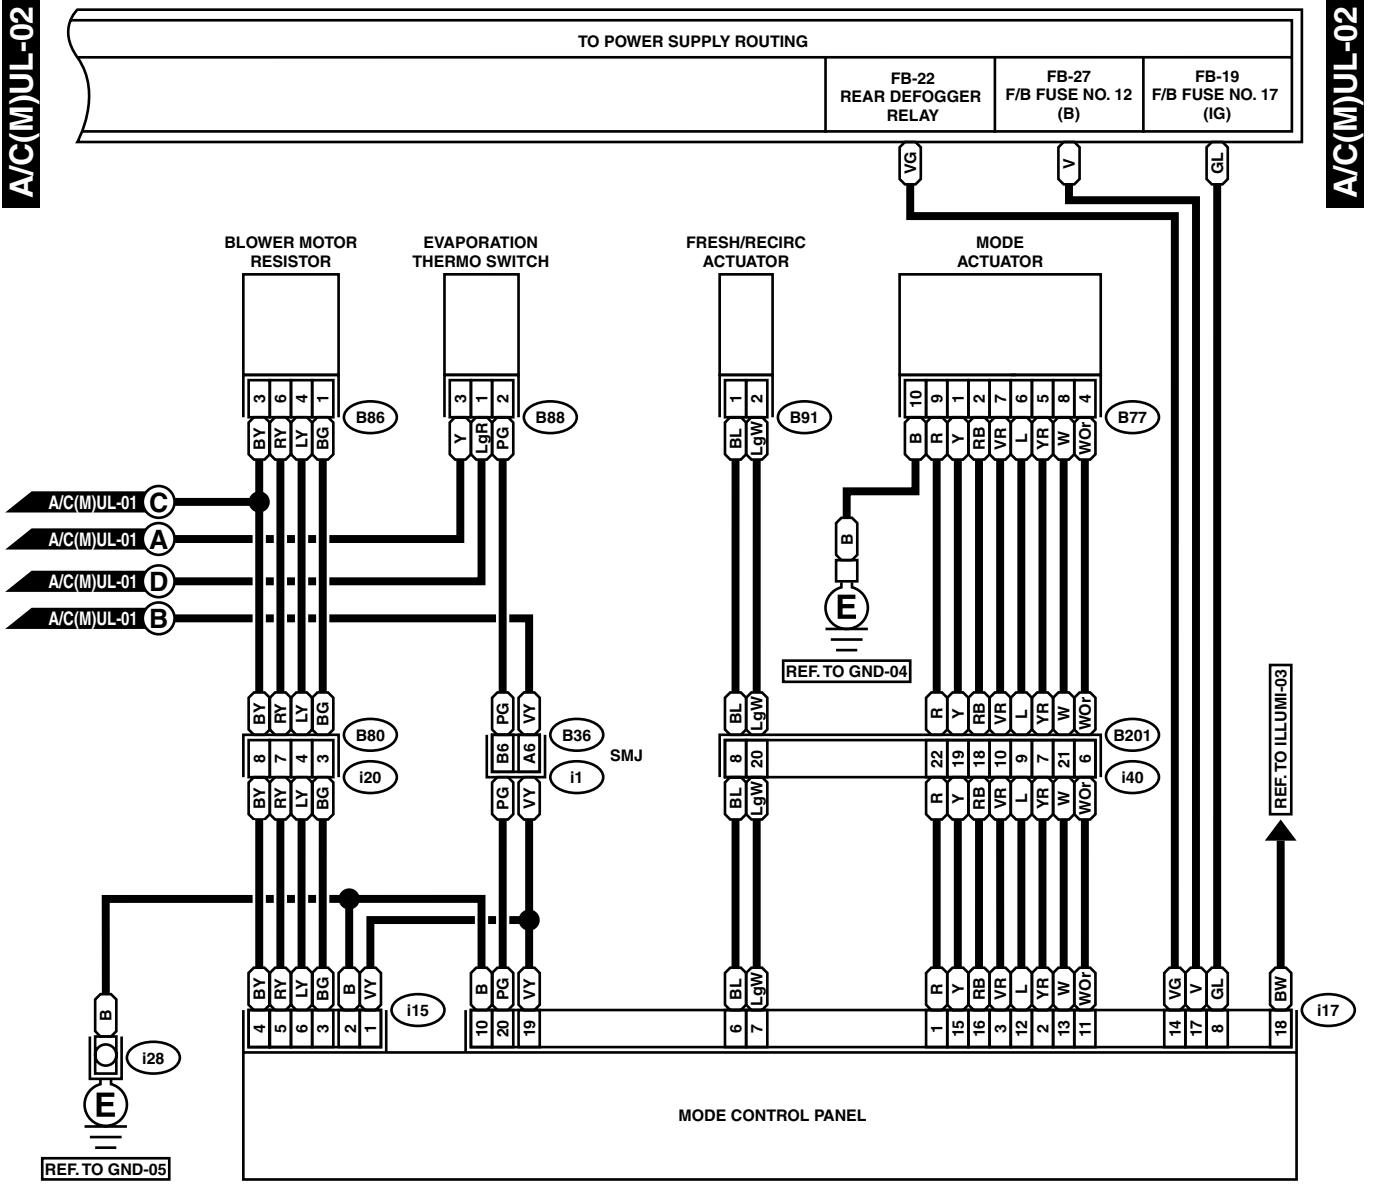 A/C(M)UL-02
A/C(M)UL-02
TO POWER SUPPLY ROUTING
FB-22
REAR DEFOGGER
RELAY
FB-27
F/B FUSE NO. 12
(B)
FB-19
F/B FUSE NO. 17
(IG)
VG V GL
BLOWER MOTOR
RESISTOR
EVAPORATION
THERMO SWITCH
FRESH/RECIRC
ACTUATOR
MODE
ACTUATOR
3 6 4 1
B86
3 1 2
B88
1 2
B91
10 9 1 2 7 6 5 8 4
B77
BY RY LY BG
Y LgR PG
BL LgW
B R Y RB VR L YR W WOr
A/C(M)UL-01 C
A/C(M)UL-01 A
A/C(M)UL-01 D
A/C(M)UL-01 B
B
E
REF. TO GND-04
REF. TO ILLUMI-03
BY RY LY BG
PG VY
BL LgW
R Y RB VR L YR W WOr
B80
B36
B201
8 7 4 3
B6 A6
SMJ
8 20
22 19 18 10 9 7 21 6
i20
i1
i40
BY RY LY BG
PG VY
BL LgW
R Y RB VR L YR W WOr
BY RY LY BG B VY
i15
B PG VY
BL LgW
R Y RB VR L YR W WOr
VG V GL
BW
i17
4 5 6 3 2 1
10 20 19
6 7
1 15 16 3 12 2 13 11
14 17 8
18
B
i28
E
REF. TO GND-05
MODE CONTROL PANEL